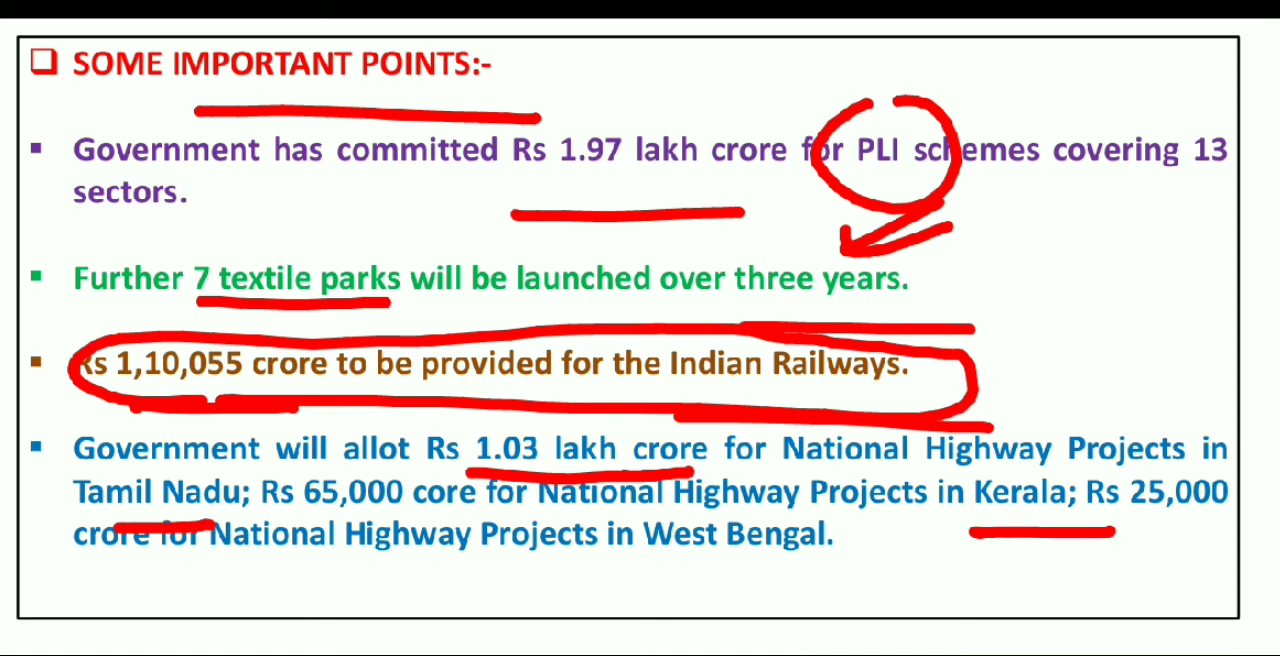 SOME IMPORTANT POINTS:-
Government has committed Rs 1.97 lakh crore for PLI schemes covering 13
sectors.
Further 7 textile parks will be launched over three years.
Rs 1,10,055 crore to be provided for the Indian Railways.
Government will allot Rs 1.03 lakh crore for National Highway Projects in
Tamil Nadu; Rs 65,000 core for National Highway Projects in Kerala; Rs 25,000
crore for National Highway Projects in West Bengal.